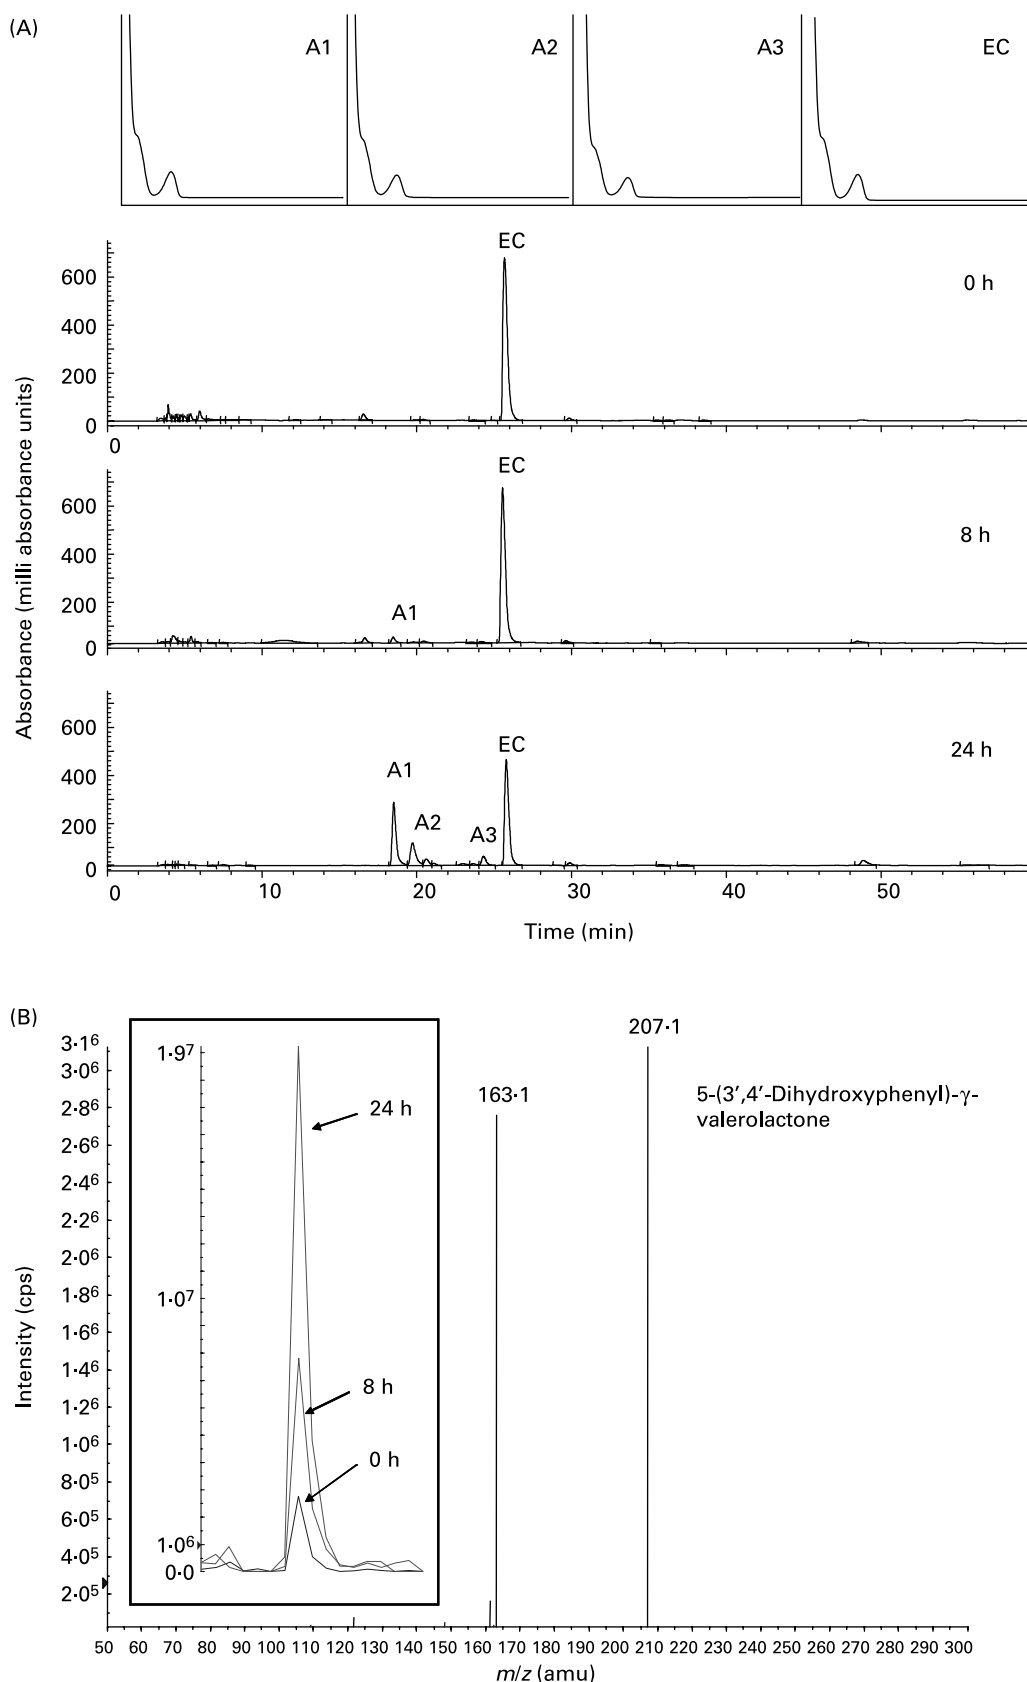 (A)
A1
A2
A3
EC
Absorbance (milli absorbance units)
EC
0 h
600
400
200
0
0
EC
8 h
A1
600
400
200
0
EC
24 h
A1
A2
A3
600
400
200
0
0
10
20
30
40
50
Time (min)
(B)
Intensity (cps)
3·1⁶
3·0⁶
2·8⁶
2·6⁶
2·4⁶
2·2⁶
2·0⁶
1·8⁶
1·6⁶
1·4⁶
1·2⁶
1·0⁶
8·0⁵
6·0⁵
4·0⁵
2·0⁵
1·9⁷
1·0⁷
1·0⁶
0·0
24 h
8 h
0 h
163·1
207·1
5-(3′,4′-Dihydroxyphenyl)-γ-
valerolactone
50 60 70 80 90 100 110 120 130 140 150 160 170 180 190 200 210 220 230 240 250 260 270 280 290 300
m/z (amu)